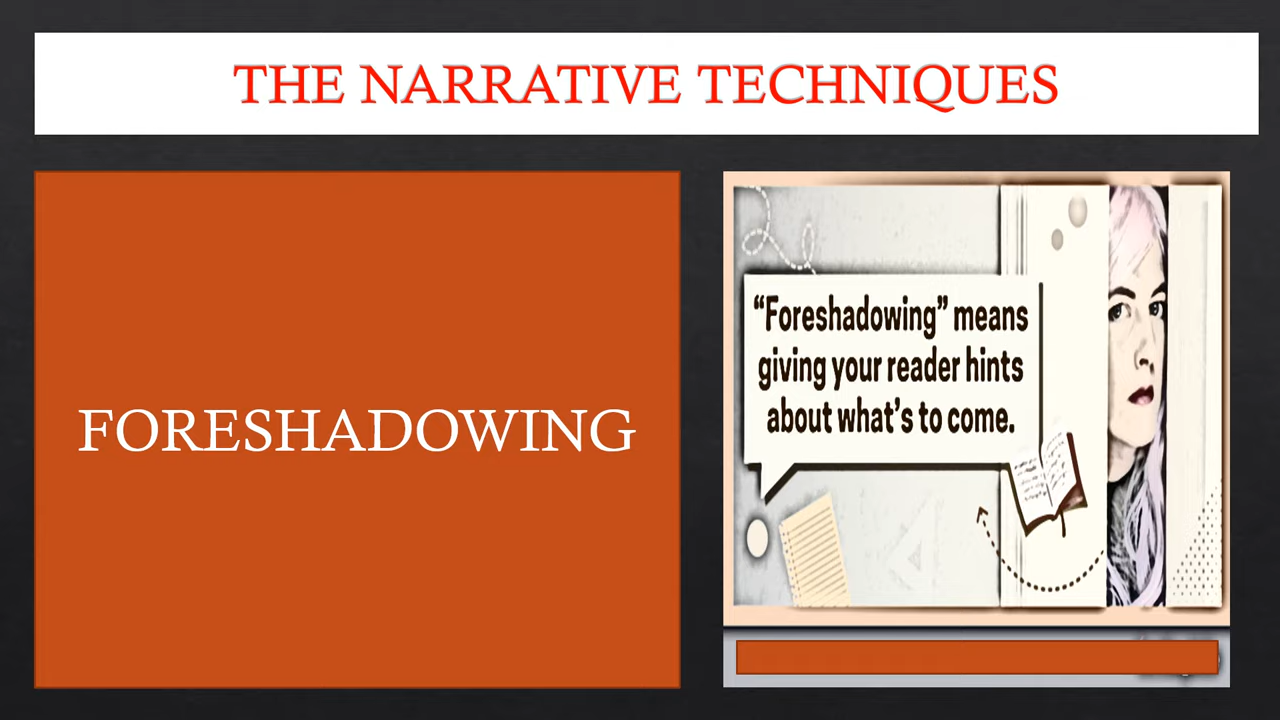 THE NARRATIVE TECHNIQUES
FORESHADOWING
“Foreshadowing” means
giving your reader hints
about what’s to come.